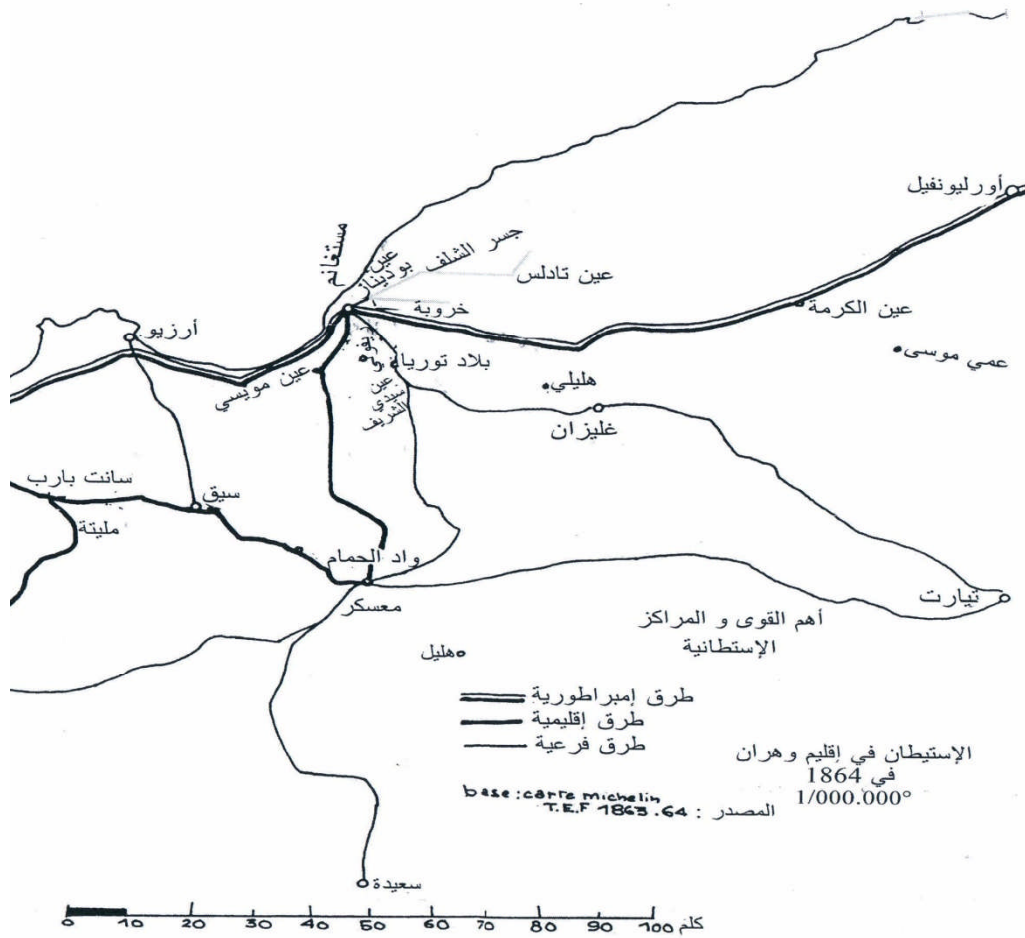 أورليونفيل
مستغانم
عين
بودينار
جسر الشلف
عين تادلس
خروبة
عين الكرمة
أرزيو
عمي موسى
بلاد توريا
عين مويسي
هليلي
عين
سيدي
الشريف
غليزان
سانت بارب
سيق
مليتة
واد الحمام
معسكر
تيارت
أهم القوى و المراكز
الإستطانية
هليل
طرق إمبراطورية
طرق إقليمية
طرق فرعية
الإستيطان في إقليم وهران
في 1864
1/000.000°
base: carte michelin
المصدر : T.E.F 1863.64
سعيدة
0 10 20 30 40 50 60 70 80 90 100 كلم